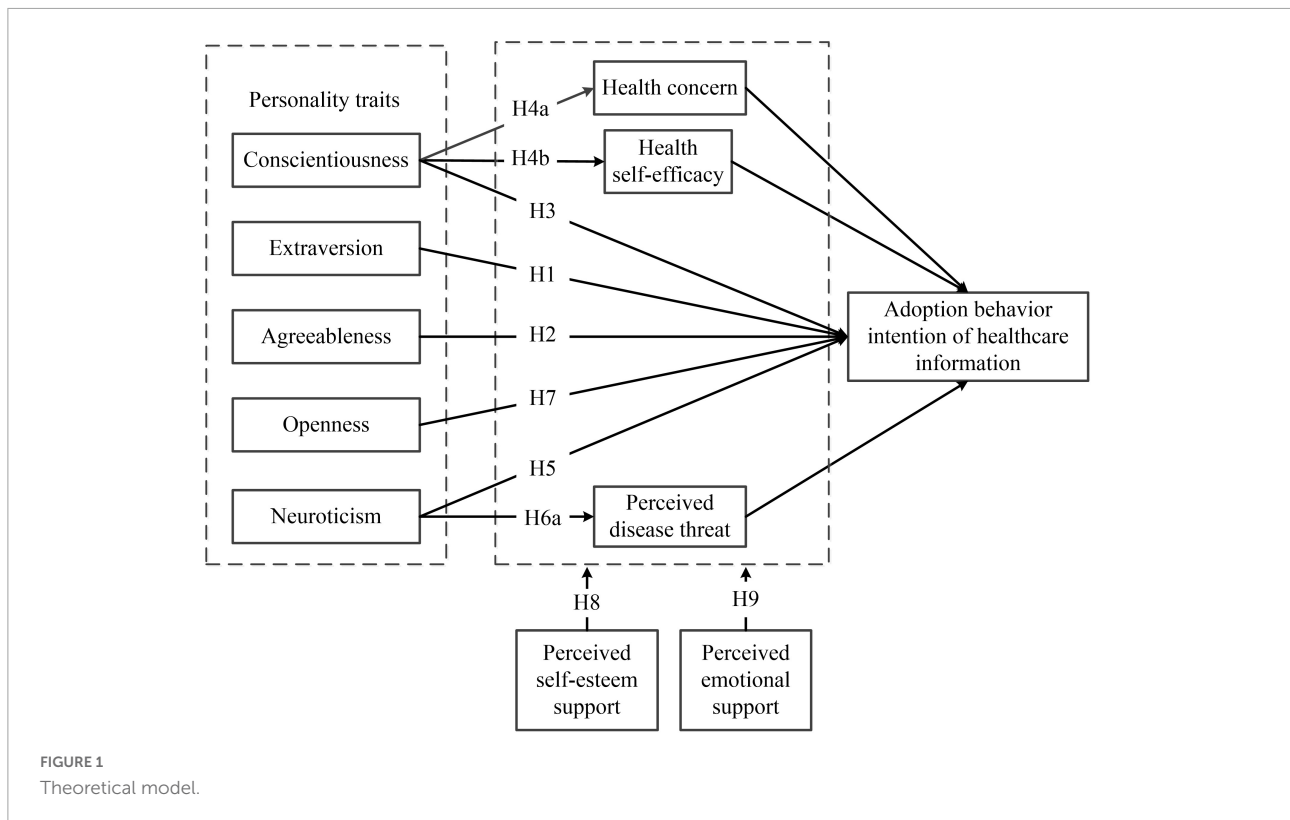 Personality traits
Conscientiousness
Extraversion
Agreeableness
Openness
Neuroticism
H4a
H4b
H3
H1
H2
H7
H5
H6a
Health concern
Health
self-efficacy
Perceived
disease threat
Adoption behavior
intention of healthcare
information
H8
H9
Perceived
self-esteem
support
Perceived
emotional
support
FIGURE 1
Theoretical model.